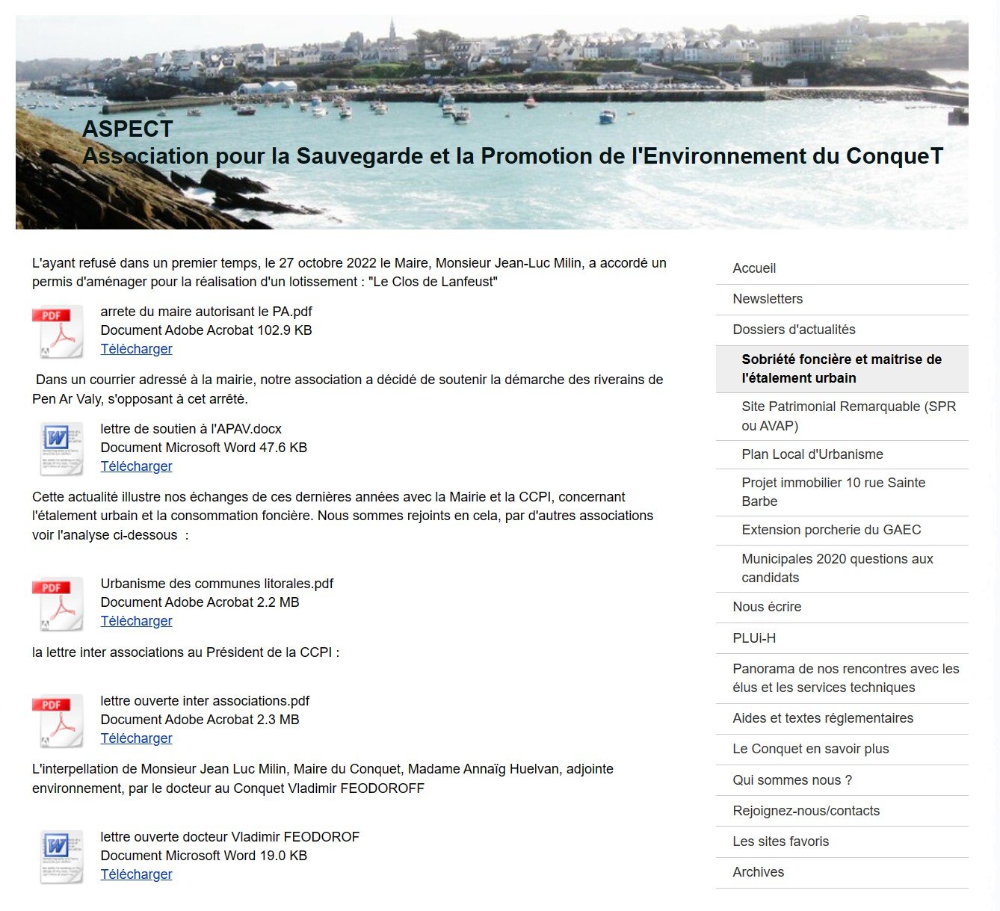 ASPECT
Association pour la Sauvegarde et la Promotion de l'Environnement du ConqueT
L'ayant refusé dans un premier temps, le 27 octobre 2022 le Maire, Monsieur Jean-Luc Milin, a accordé un
permis d'aménager pour la réalisation d'un lotissement : "Le Clos de Lanfeust"
PDF
arrete du maire autorisant le PA.pdf
Document Adobe Acrobat 102.9 KB
Télécharger
Dans un courrier adressé à la mairie, notre association a décidé de soutenir la démarche des riverains de
Pen Ar Valy, s'opposant à cet arrêté.
W
lettre de soutien à l'APAV.docx
Document Microsoft Word 47.6 KB
Télécharger
Cette actualité illustre nos échanges de ces dernières années avec la Mairie et la CCPI, concernant
l'étalement urbain et la consommation foncière. Nous sommes rejoints en cela, par d'autres associations
voir l'analyse ci-dessous  :
PDF
Urbanisme des communes litorales.pdf
Document Adobe Acrobat 2.2 MB
Télécharger
la lettre inter associations au Président de la CCPI :
PDF
lettre ouverte inter associations.pdf
Document Adobe Acrobat 2.3 MB
Télécharger
L'interpellation de Monsieur Jean Luc Milin, Maire du Conquet, Madame Annaïg Huelvan, adjointe
environnement, par le docteur au Conquet Vladimir FEODOROFF
W
lettre ouverte docteur Vladimir FEODOROF
Document Microsoft Word 19.0 KB
Télécharger
Accueil
Newsletters
Dossiers d'actualités
Sobriété foncière et maitrise de
l'étalement urbain
Site Patrimonial Remarquable (SPR
ou AVAP)
Plan Local d'Urbanisme
Projet immobilier 10 rue Sainte
Barbe
Extension porcherie du GAEC
Municipales 2020 questions aux
candidats
Nous écrire
PLUi-H
Panorama de nos rencontres avec les
élus et les services techniques
Aides et textes réglementaires
Le Conquet en savoir plus
Qui sommes nous ?
Rejoignez-nous/contacts
Les sites favoris
Archives